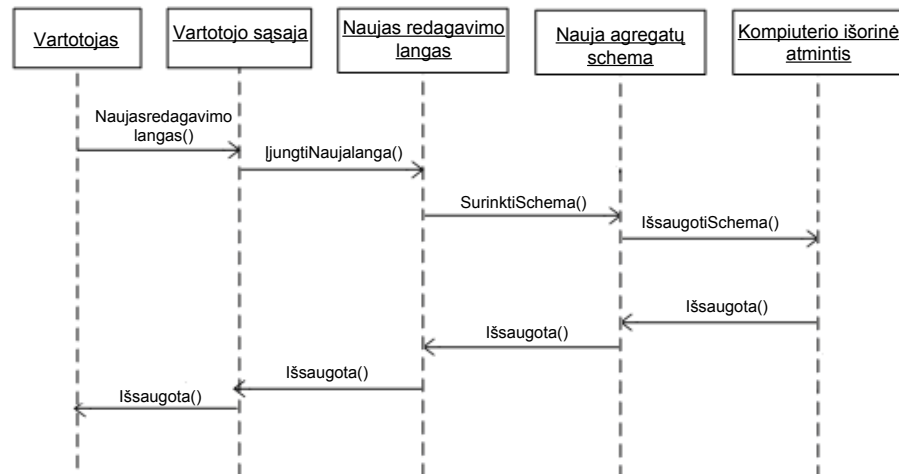 Vartotojas
Vartotojo sąsaja
Naujas redagavimo
langas
Nauja agregatų
schema
Kompiuterio išorinė
atmintis
Naujasredagavimo
langas()
ĮjungtiNaujalanga()
SurinktiSchema()
IšsaugotiSchema()
Išsaugota()
Išsaugota()
Išsaugota()
Išsaugota()